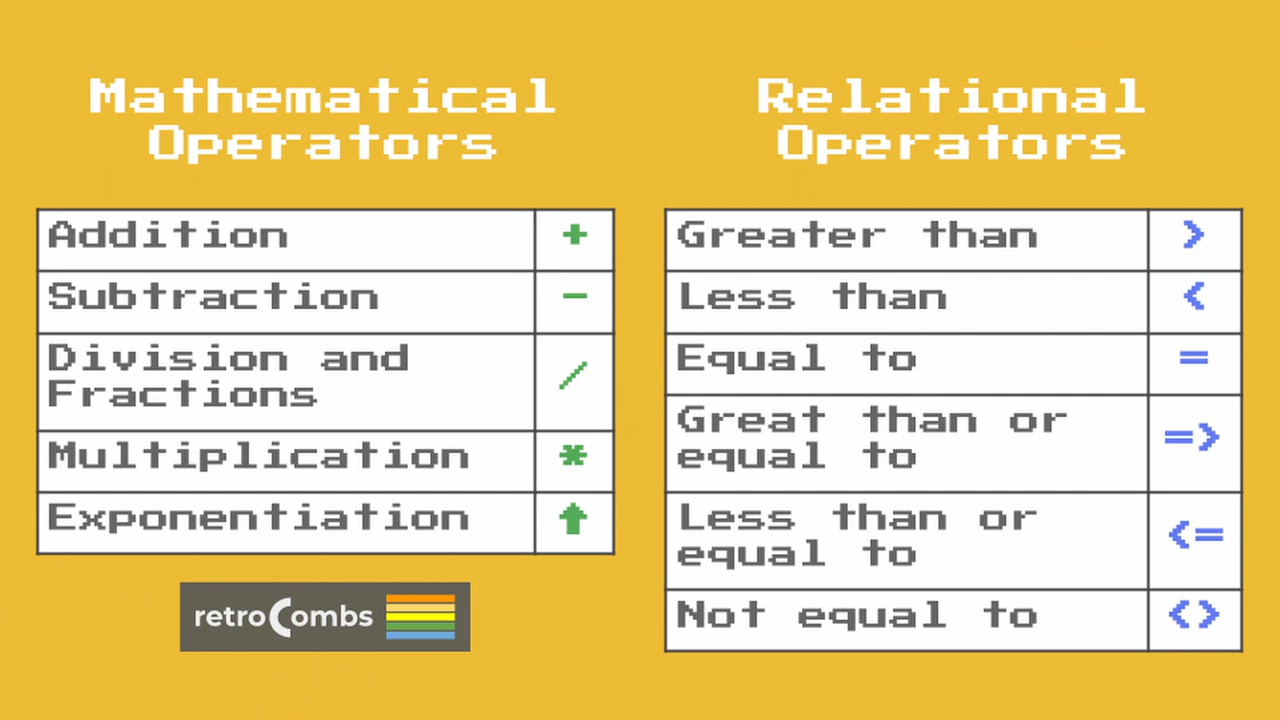 Mathematical
Operators
Addition +
Subtraction -
Division and
Fractions /
Multiplication *
Exponentiation ↑
retroCombs
Relational
Operators
Greater than >
Less than <
Equal to =
Great than or
equal to =>
Less than or
equal to <=
Not equal to <>